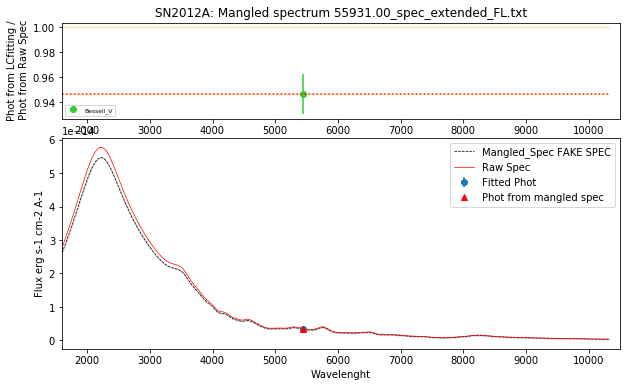 SN2012A: Mangled spectrum 55931.00_spec_extended_FL.txt
Phot from LCfitting /
Phot from Raw Spec
1.00
0.98
0.96
0.94
Bessell_V
2000 3000 4000 5000 6000 7000 8000 9000 10000
1e−14
Flux erg s-1 cm-2 A-1
6
5
4
3
2
1
0
Mangled_Spec FAKE SPEC
Raw Spec
Fitted Phot
Phot from mangled spec
2000 3000 4000 5000 6000 7000 8000 9000 10000
Wavelenght